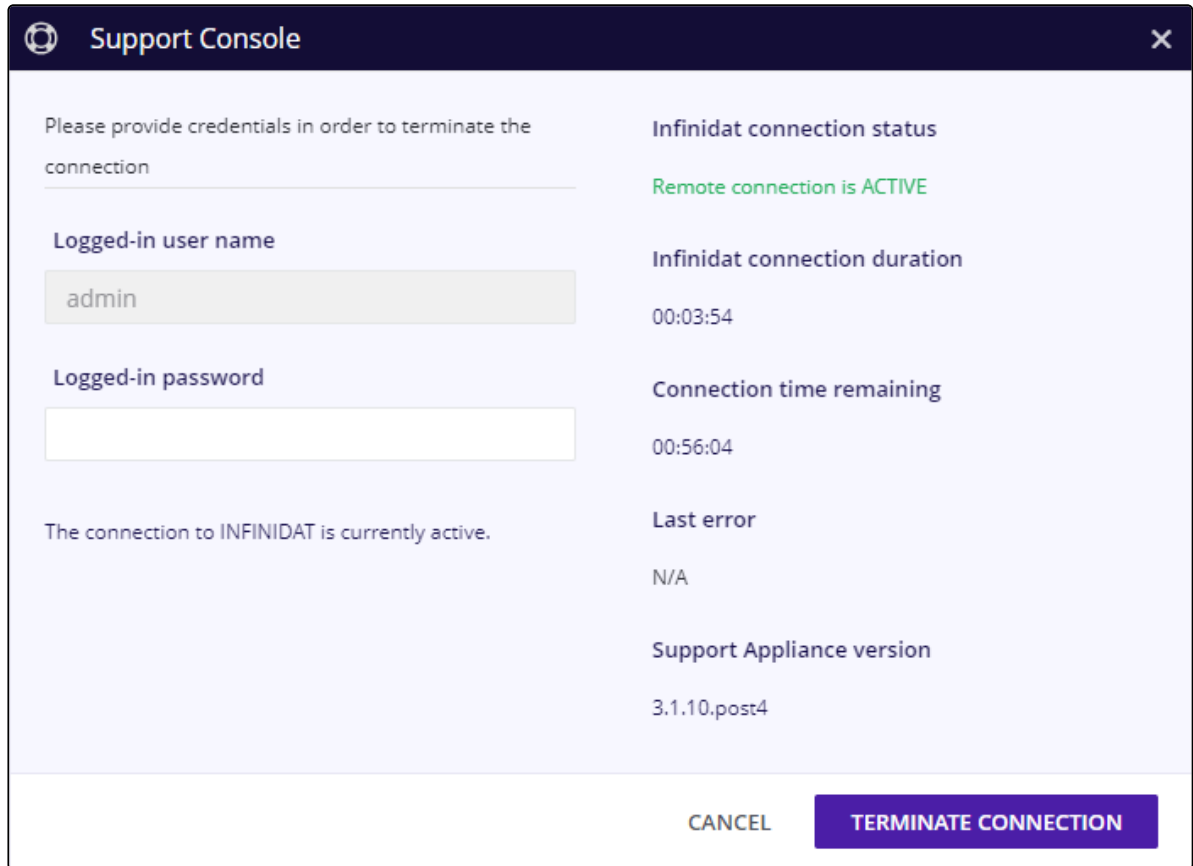 Support Console
Please provide credentials in order to terminate the
connection
Logged-in user name
admin
Logged-in password
The connection to INFINIDAT is currently active.
Infinidat connection status
Remote connection is ACTIVE
Infinidat connection duration
00:03:54
Connection time remaining
00:56:04
Last error
N/A
Support Appliance version
3.1.10.post4
CANCEL
TERMINATE CONNECTION